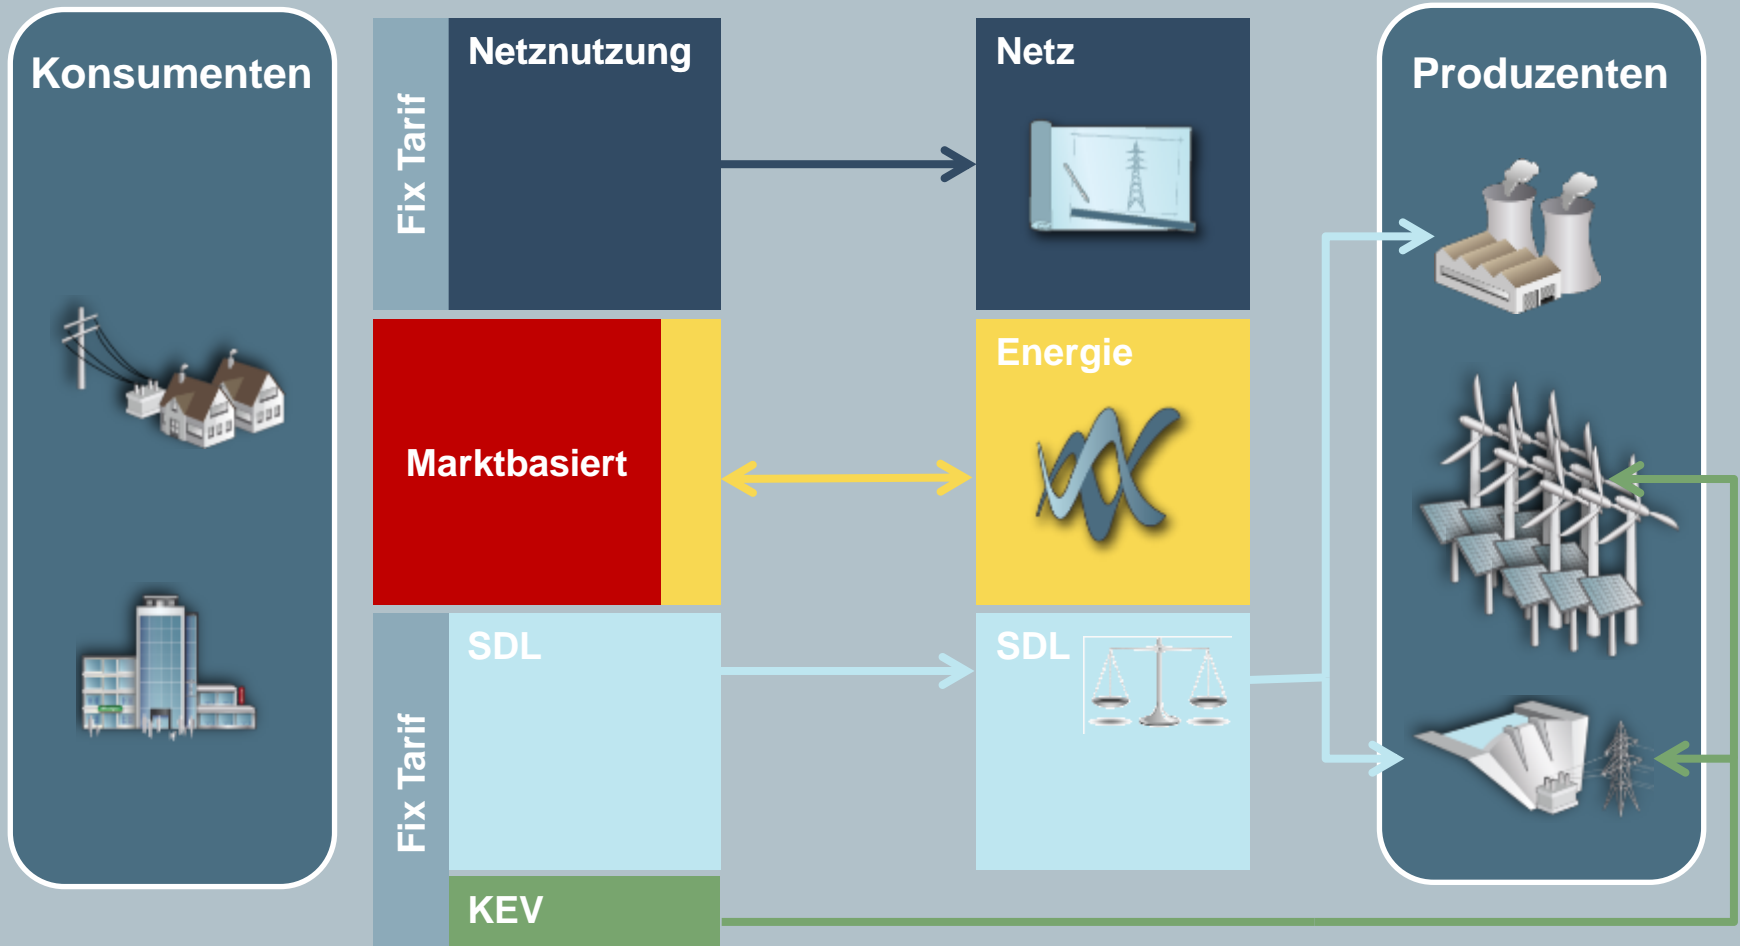 Konsumenten
Fix Tarif
Netznutzung
Netz
Produzenten
Marktbasiert
Energie
Fix Tarif
SDL
SDL
KEV